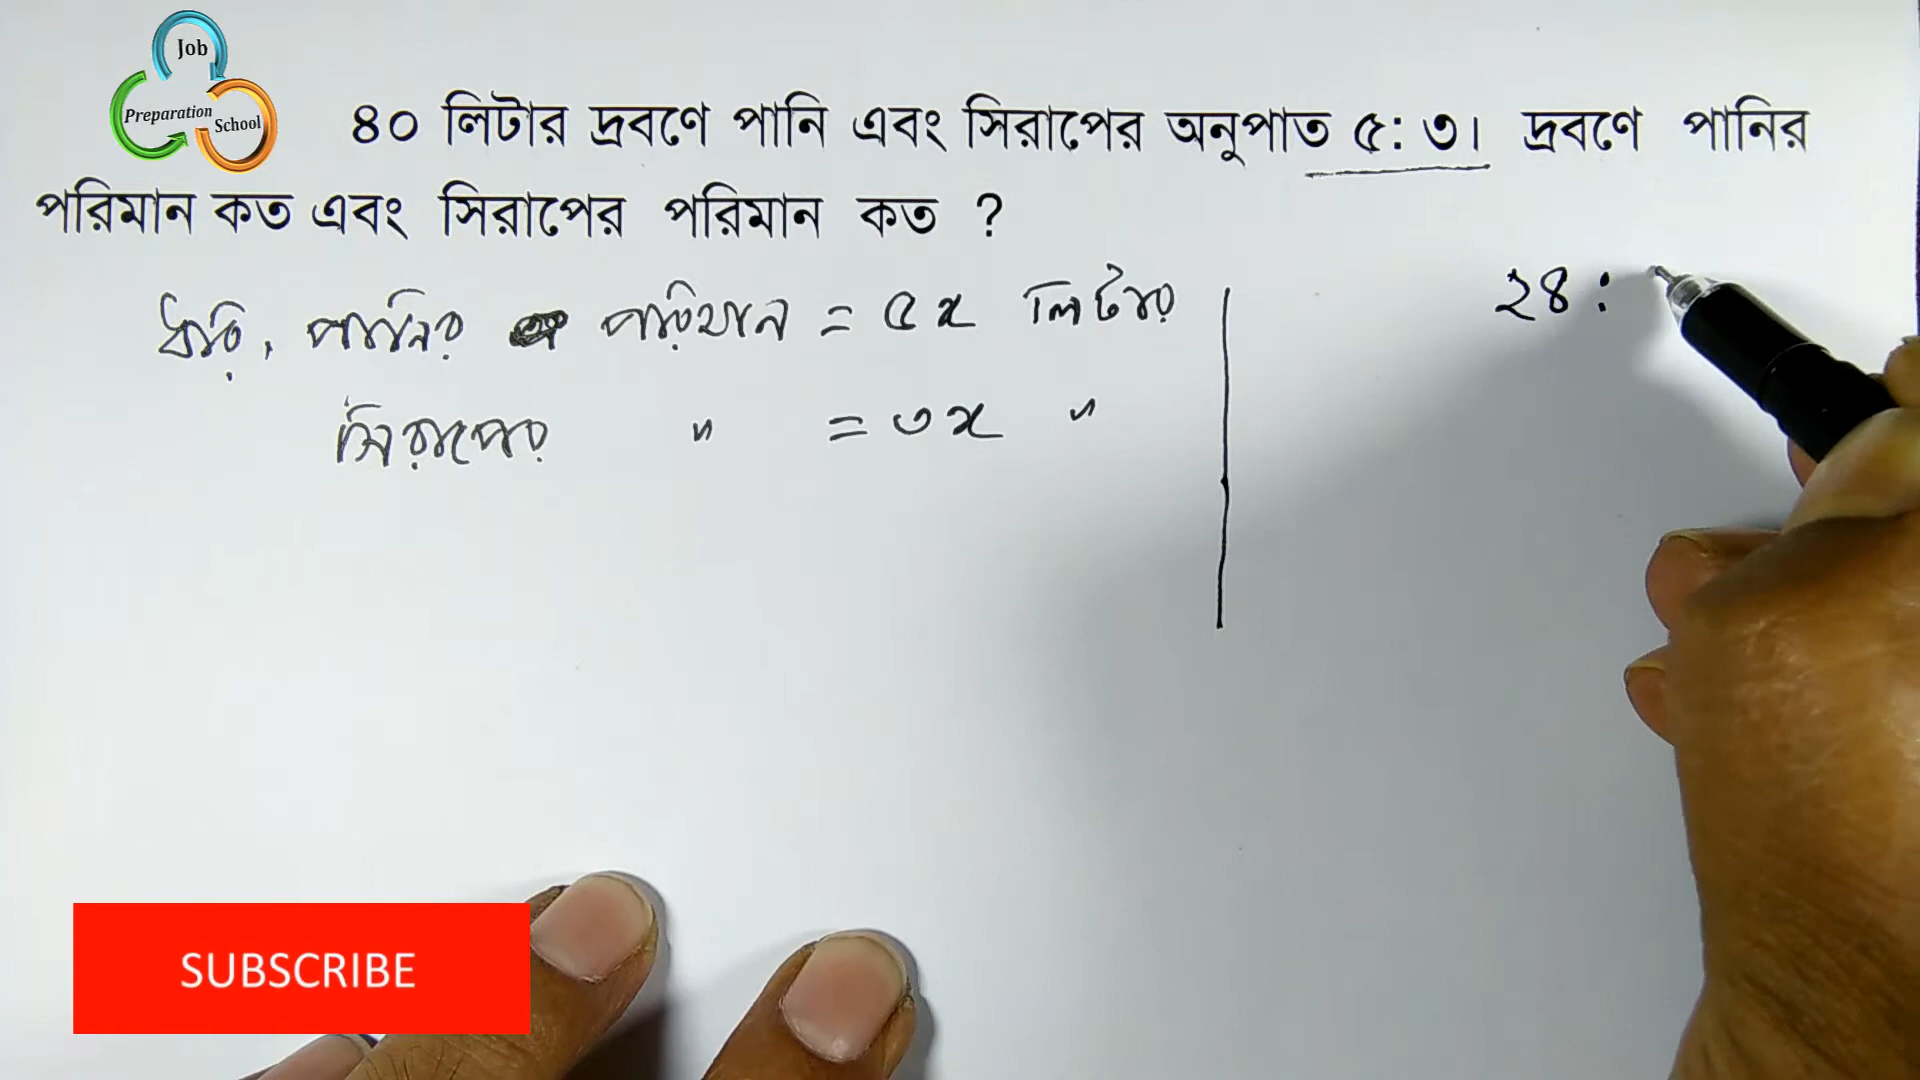 Job
Preparation
School
৪০ লিটার দ্রবণে পানি এবং সিরাপের অনুপাত ৫: ৩। দ্রবণে পানির
পরিমান কত এবং সিরাপের পরিমান কত ?
ধরি, পানির পরিমান = ৫x লিটার
সিরাপের " = ৩x "
২৪ :
SUBSCRIBE